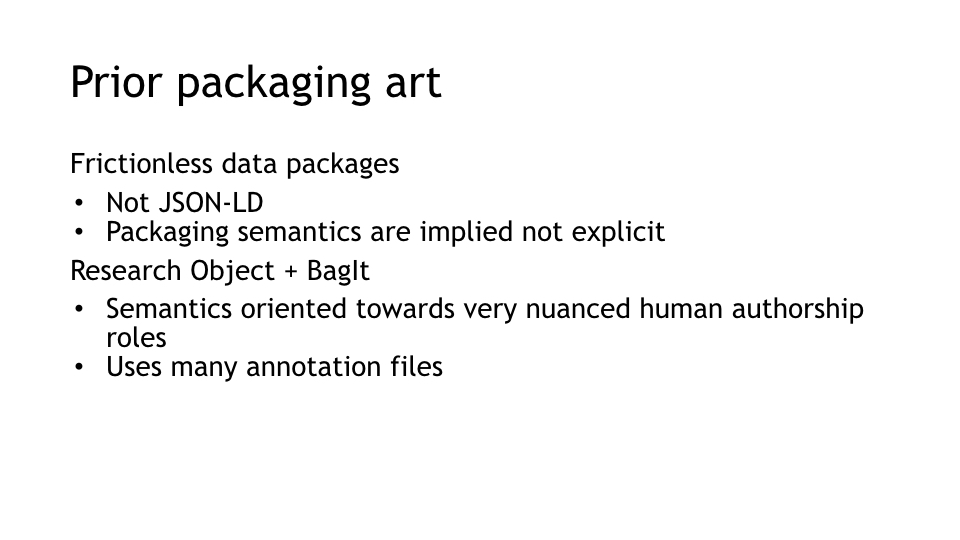 Prior packaging art
Frictionless data packages
• Not JSON-LD
• Packaging semantics are implied not explicit
Research Object + BagIt
• Semantics oriented towards very nuanced human authorship
roles
• Uses many annotation files